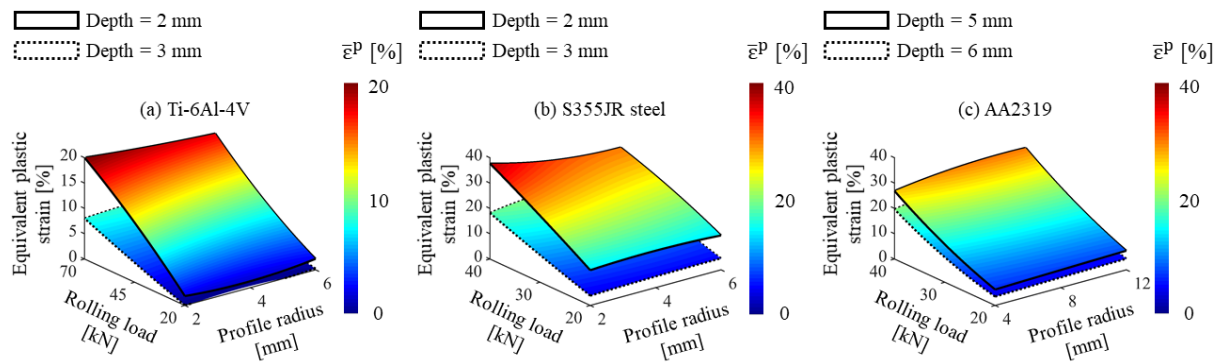 Depth = 2 mm
Depth = 3 mm
ε̅ᵖ [%]
(a) Ti-6Al-4V
Equivalent plastic
strain [%]
20
15
10
5
0
70
45
20
Rolling load
[kN]
2
4
6
Profile radius
[mm]
20
10
0
Depth = 2 mm
Depth = 3 mm
ε̅ᵖ [%]
(b) S355JR steel
Equivalent plastic
strain [%]
40
30
20
10
0
40
30
20
Rolling load
[kN]
2
4
6
Profile radius
[mm]
40
20
0
Depth = 5 mm
Depth = 6 mm
ε̅ᵖ [%]
(c) AA2319
Equivalent plastic
strain [%]
40
30
20
10
0
40
30
20
Rolling load
[kN]
4
8
12
Profile radius
[mm]
40
20
0